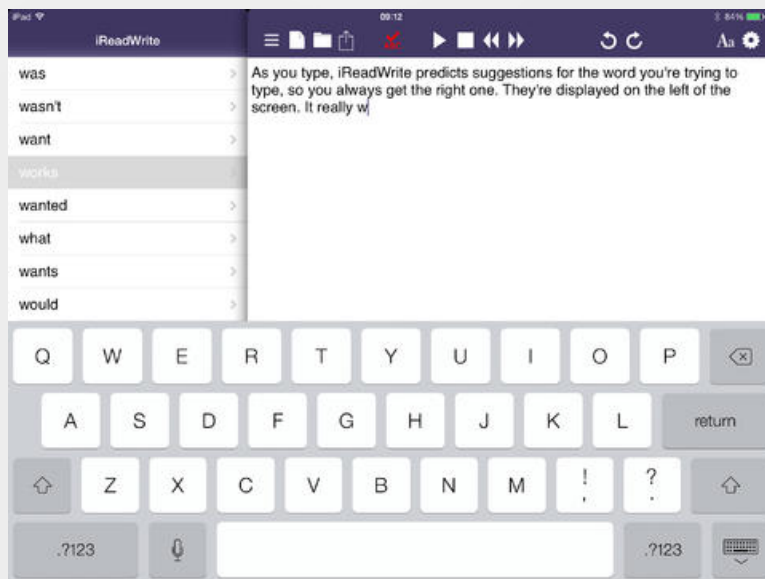 iPad 09:12 84%
iReadWrite
Aa
was
wasn't
want
works
wanted
what
wants
would
As you type, iReadWrite predicts suggestions for the word you're trying to
type, so you always get the right one. They're displayed on the left of the
screen. It really w
Q W E R T Y U I O P
A S D F G H J K L return
Z X C V B N M ! , ? .
.?123 .?123